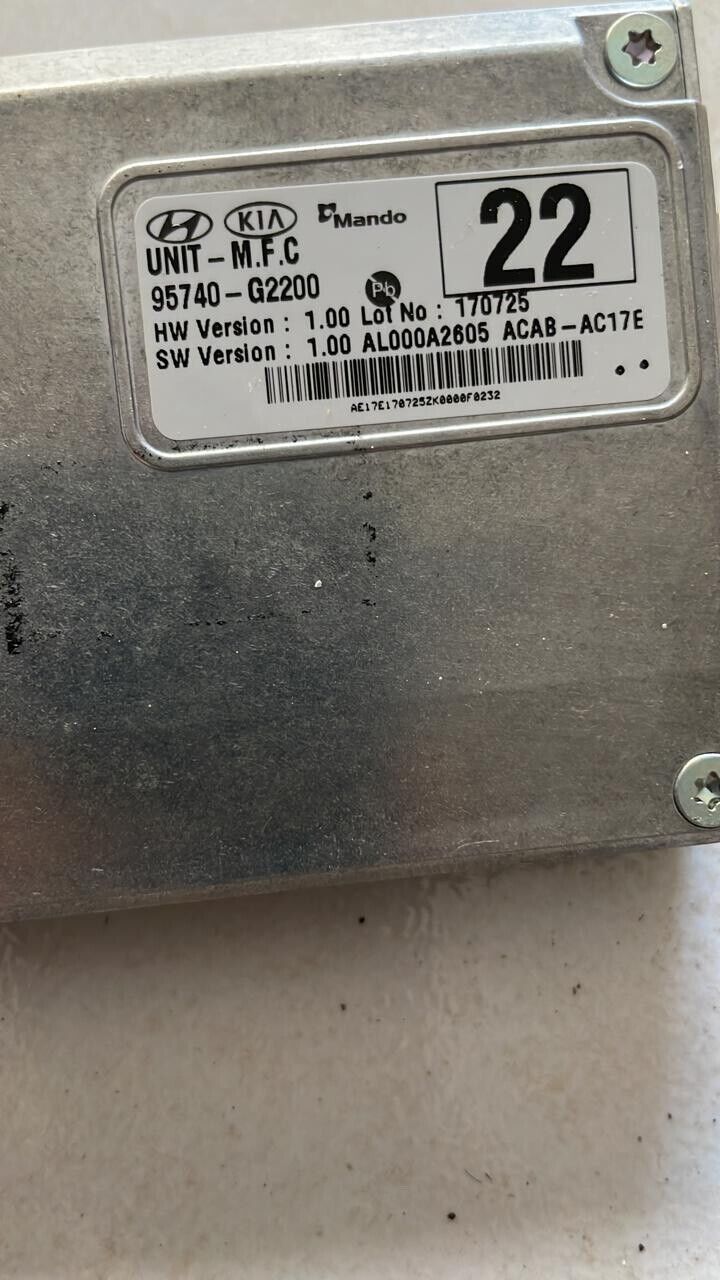 KIA Mando 22
UNIT-M.F.C
95740-G2200 Pb
HW Version : 1.00 Lot No : 170725
SW Version : 1.00 AL000A2605 ACAB-AC17E
AE17E170725ZK0000F0232